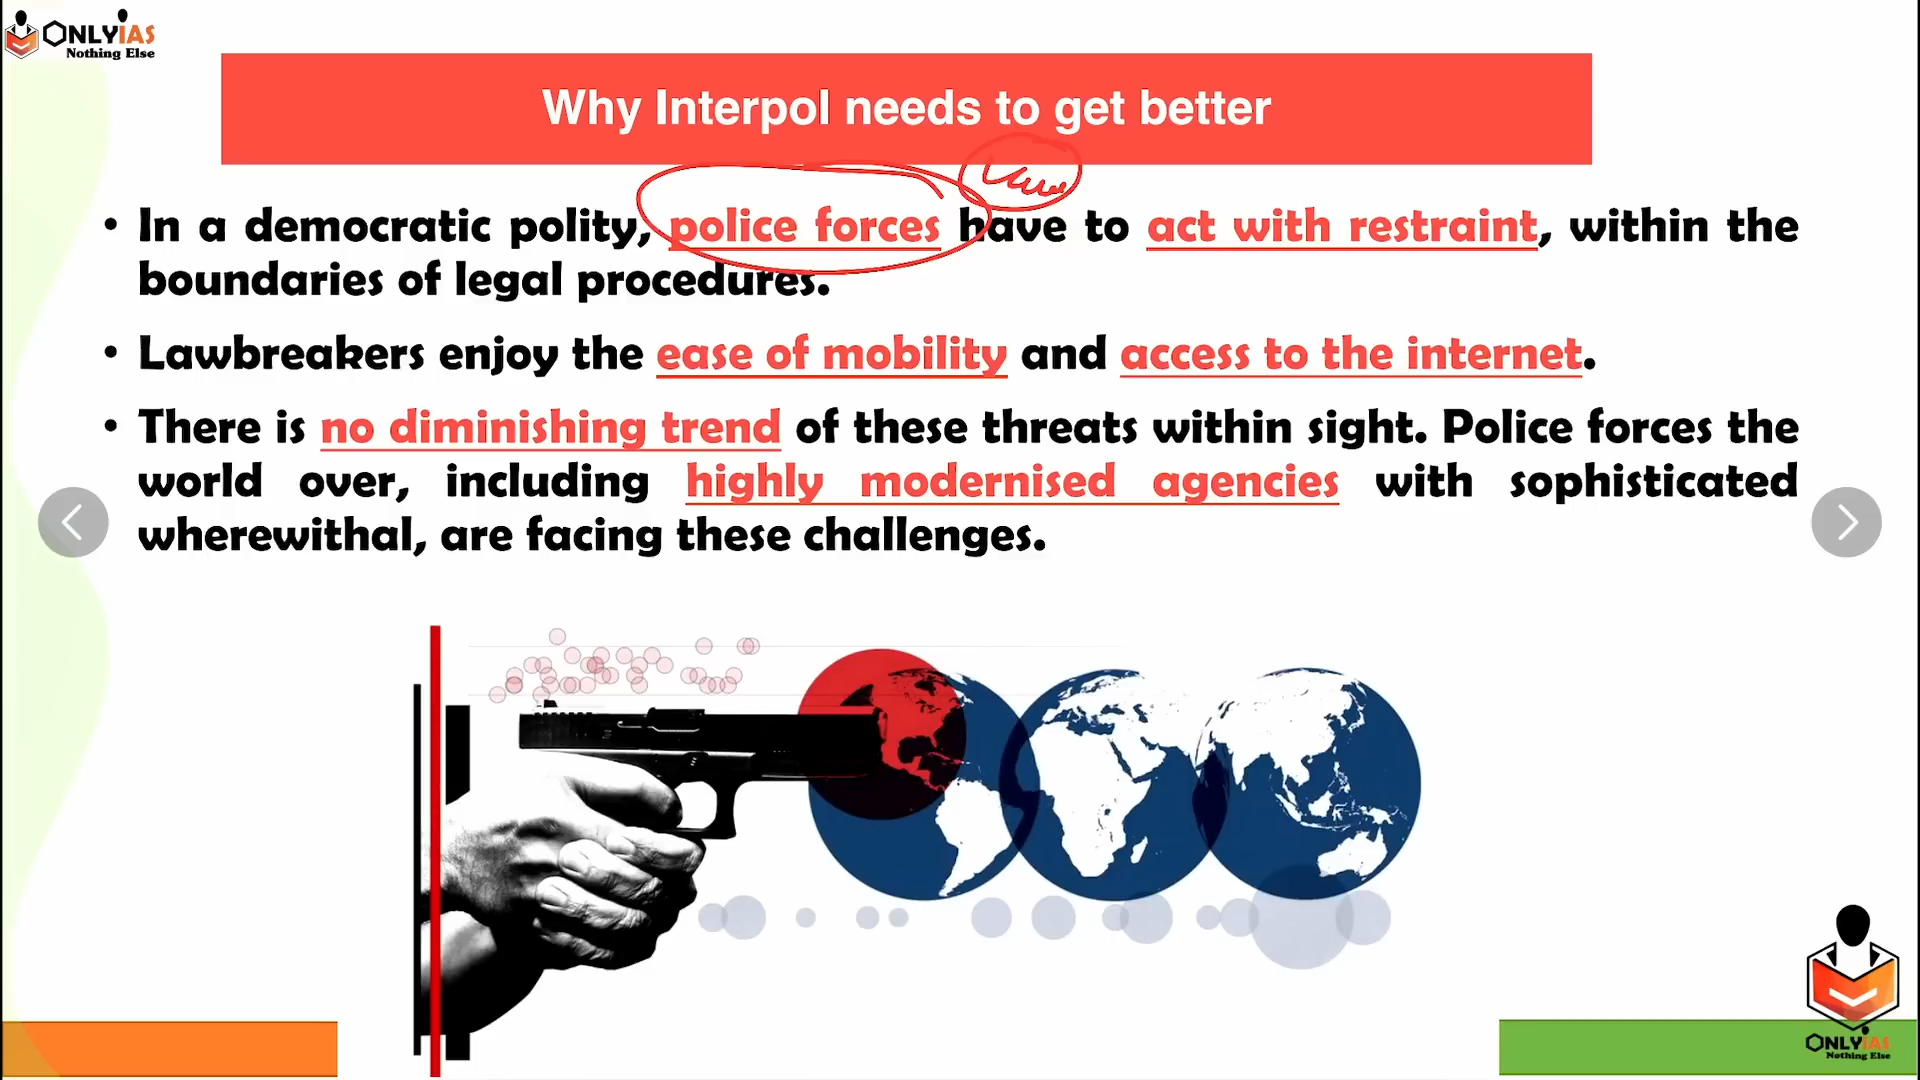 ONLYIAS
Nothing Else
Why Interpol needs to get better
• In a democratic polity, police forces have to act with restraint, within the
boundaries of legal procedures.
• Lawbreakers enjoy the ease of mobility and access to the internet.
• There is no diminishing trend of these threats within sight. Police forces the
world over, including highly modernised agencies with sophisticated
wherewithal, are facing these challenges.
ONLYIAS
Nothing Else